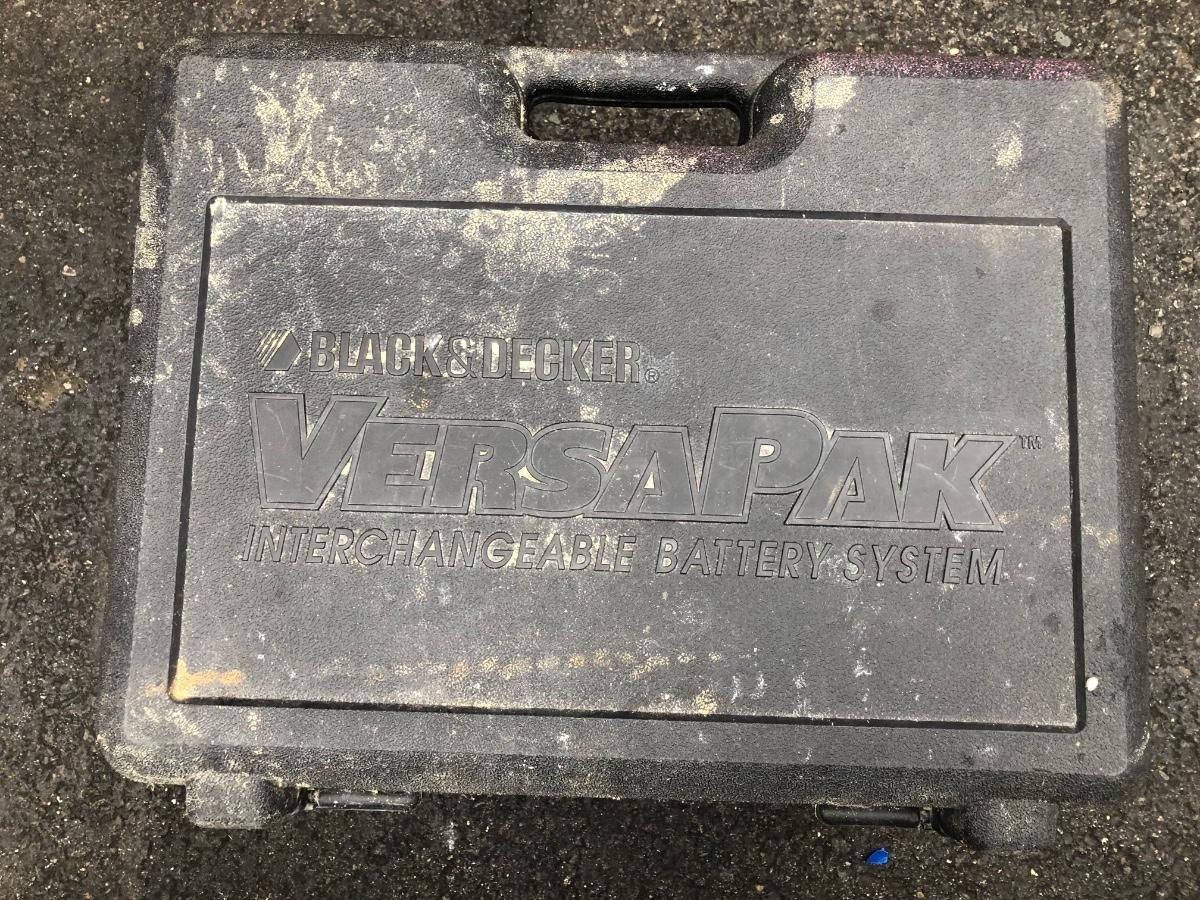 BLACK&DECKER®
VERSAPAK™
INTERCHANGEABLE BATTERY SYSTEM